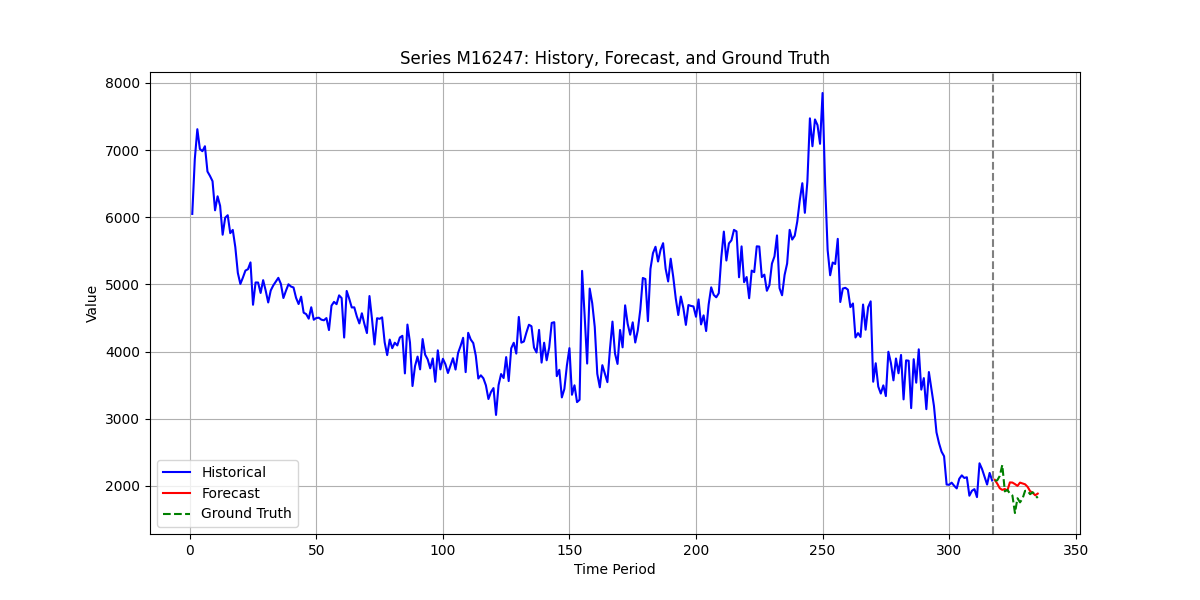 Series M16247: History, Forecast, and Ground Truth
8000
7000
6000
5000
4000
3000
2000
Value
Historical
Forecast
Ground Truth
0
50
100
150
200
250
300
350
Time Period